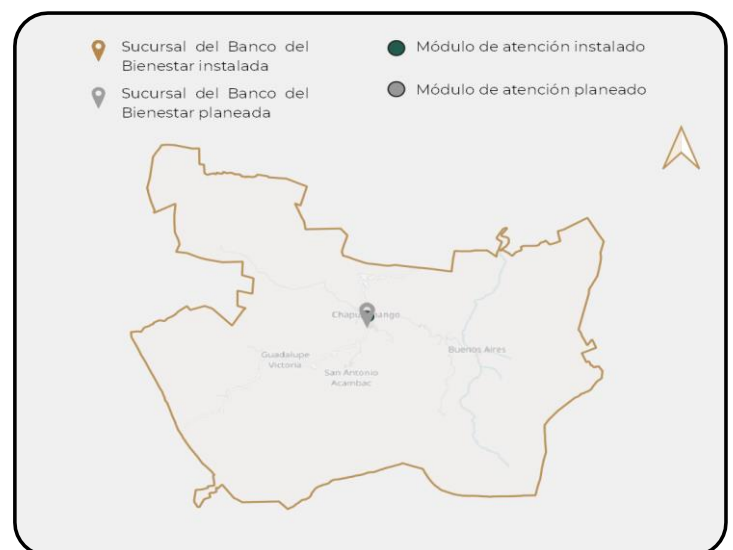 Sucursal del Banco del
Bienestar instalada
Sucursal del Banco del
Bienestar planeada
Módulo de atención instalado
Módulo de atención planeado
Guadalupe
Victoria
San Antonio
Acambac
Buenos Aires